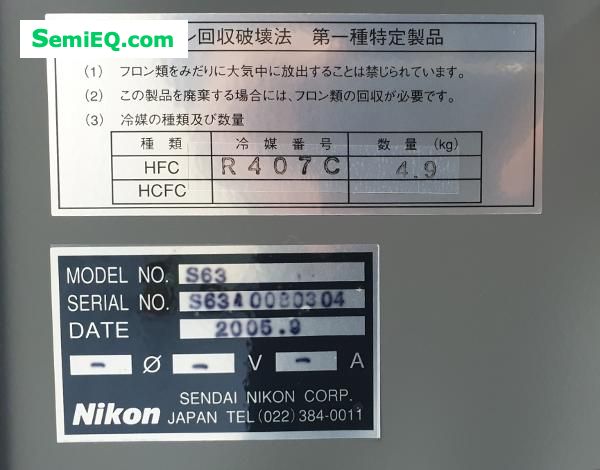 SemiEQ.com
ン回収破壊法 第一種特定製品
(1) フロン類をみだりに大気中に放出することは禁じられています。
(2) この製品を廃棄する場合には、フロン類の回収が必要です。
(3) 冷媒の種類及び数量
種類 冷媒番号 数量 (kg)
HFC R407C 4.9
HCFC
MODEL NO. S63
SERIAL NO. S63A0080304
DATE 2005.9
- Ø - V - A
Nikon SENDAI NIKON CORP.
JAPAN TEL (022) 384-0011